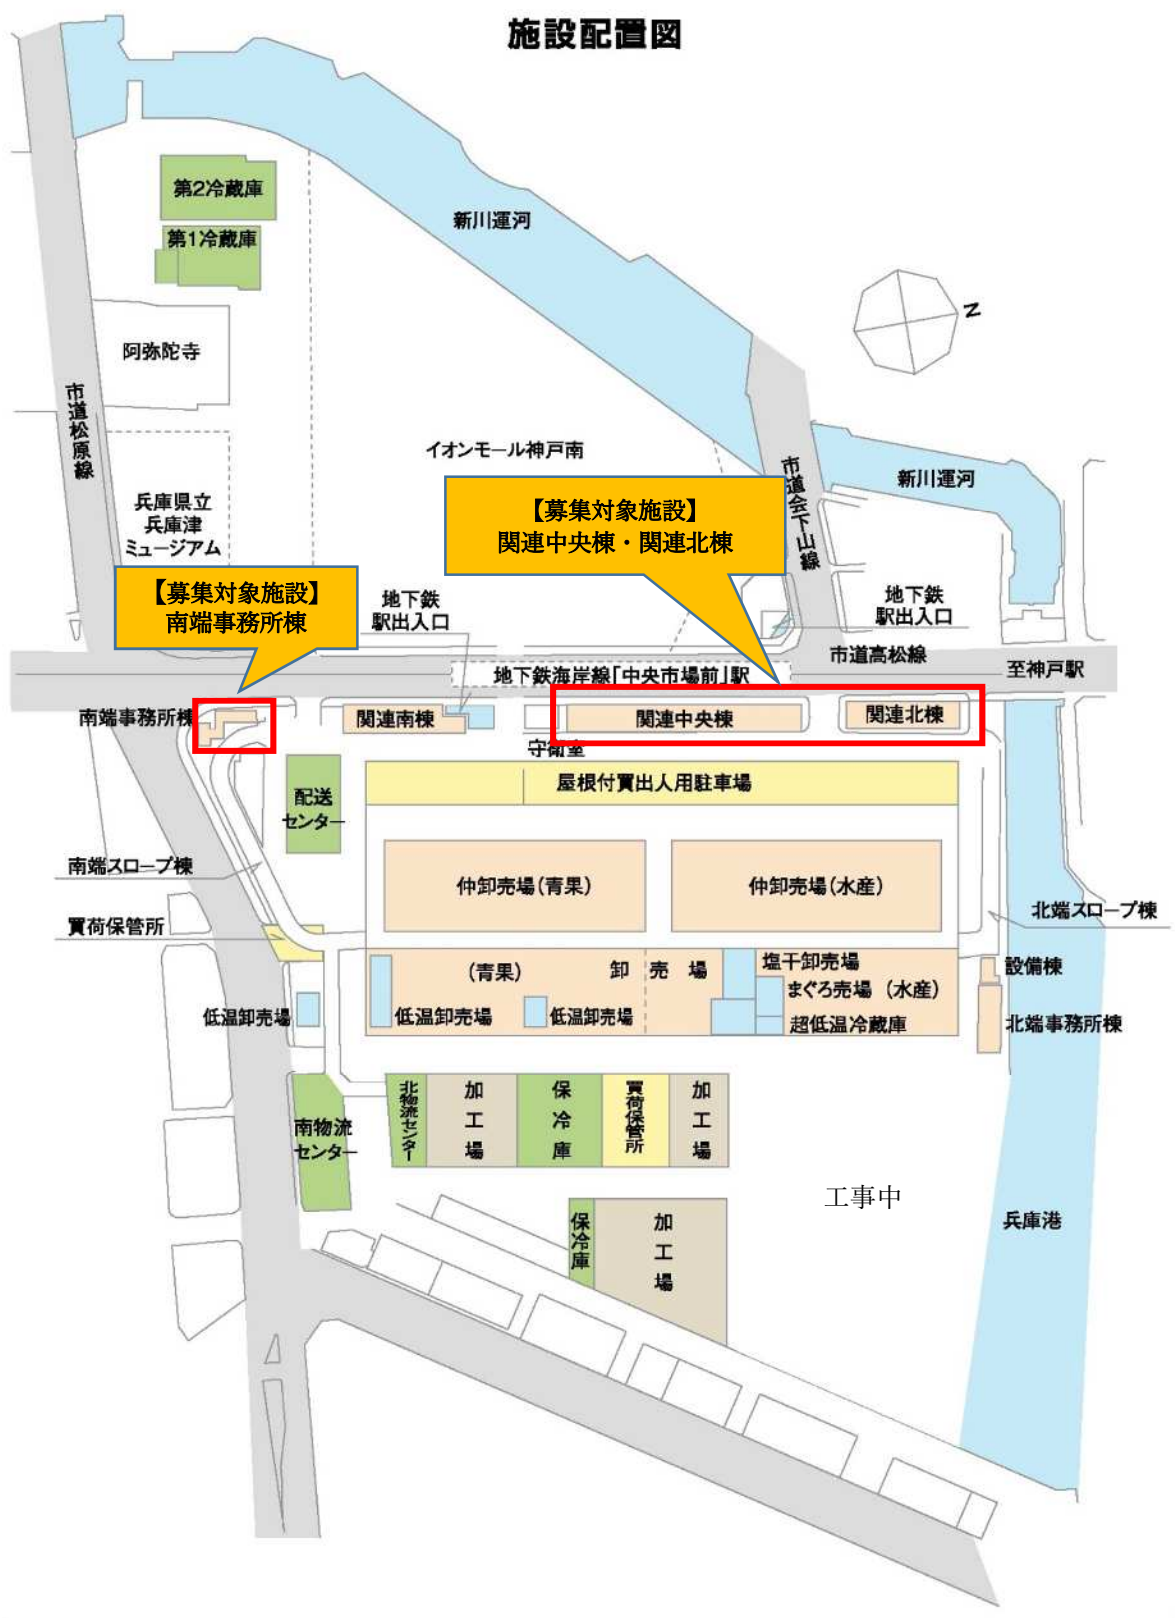 施設配置図
第2冷蔵庫
第1冷蔵庫
新川運河
N
阿弥陀寺
市道松原線
イオンモール神戸南
市道会下山線
新川運河
兵庫県立
兵庫津
ミュージアム
【募集対象施設】
関連中央棟・関連北棟
【募集対象施設】
南端事務所棟
地下鉄
駅出入口
地下鉄
駅出入口
市道高松線
地下鉄海岸線「中央市場前」駅
至神戸駅
南端事務所棟
関連南棟
関連中央棟
関連北棟
守衛室
屋根付買出人用駐車場
配送
センター
南端スロープ棟
仲卸売場(青果)
仲卸売場(水産)
買荷保管所
北端スロープ棟
(青果)
卸売場
塩干卸売場
まぐろ売場
(水産)
超低温冷蔵庫
低温卸売場
低温卸売場
低温卸売場
設備棟
北端事務所棟
北物流センター
加工場
保冷庫
買荷保管所
加工場
南物流
センター
工事中
保冷庫
加工場
兵庫港